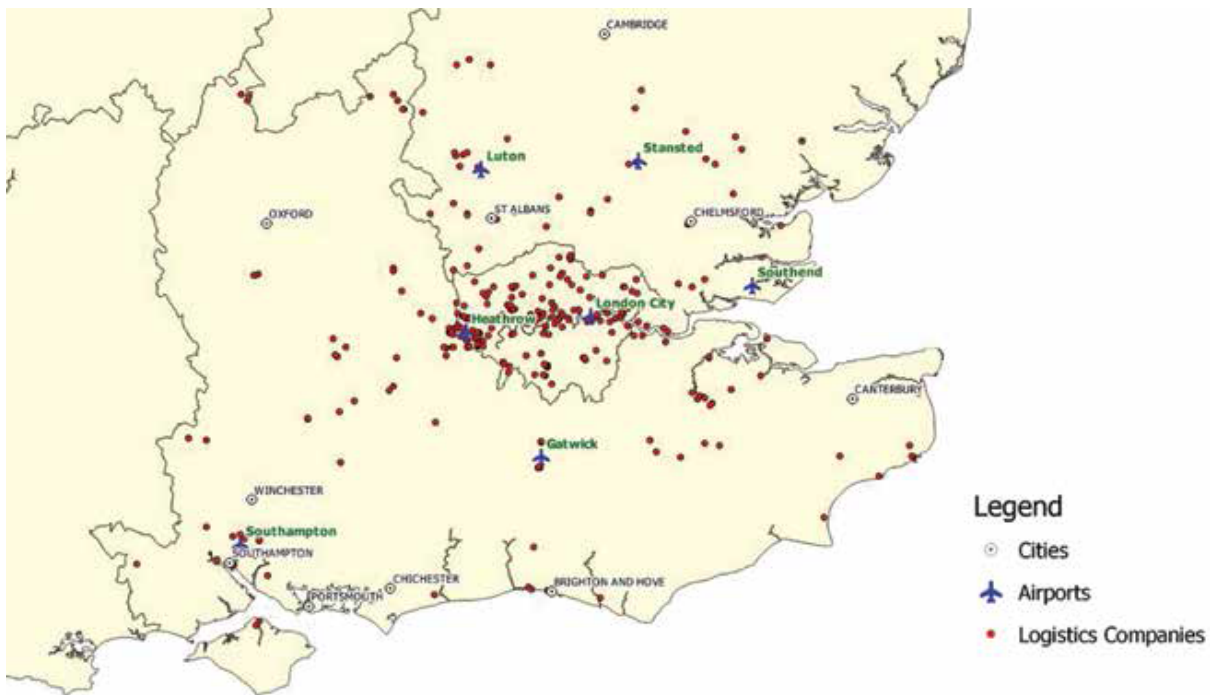 CAMBRIDGE
Luton
Stansted
OXFORD
ST ALBANS
CHELMSFORD
Southend
London City
Heathrow
CANTERBURY
Gatwick
WINCHESTER
Southampton
SOUTHAMPTON
CHICHESTER
BRIGHTON AND HOVE
PORTSMOUTH
Legend
Cities
Airports
Logistics Companies